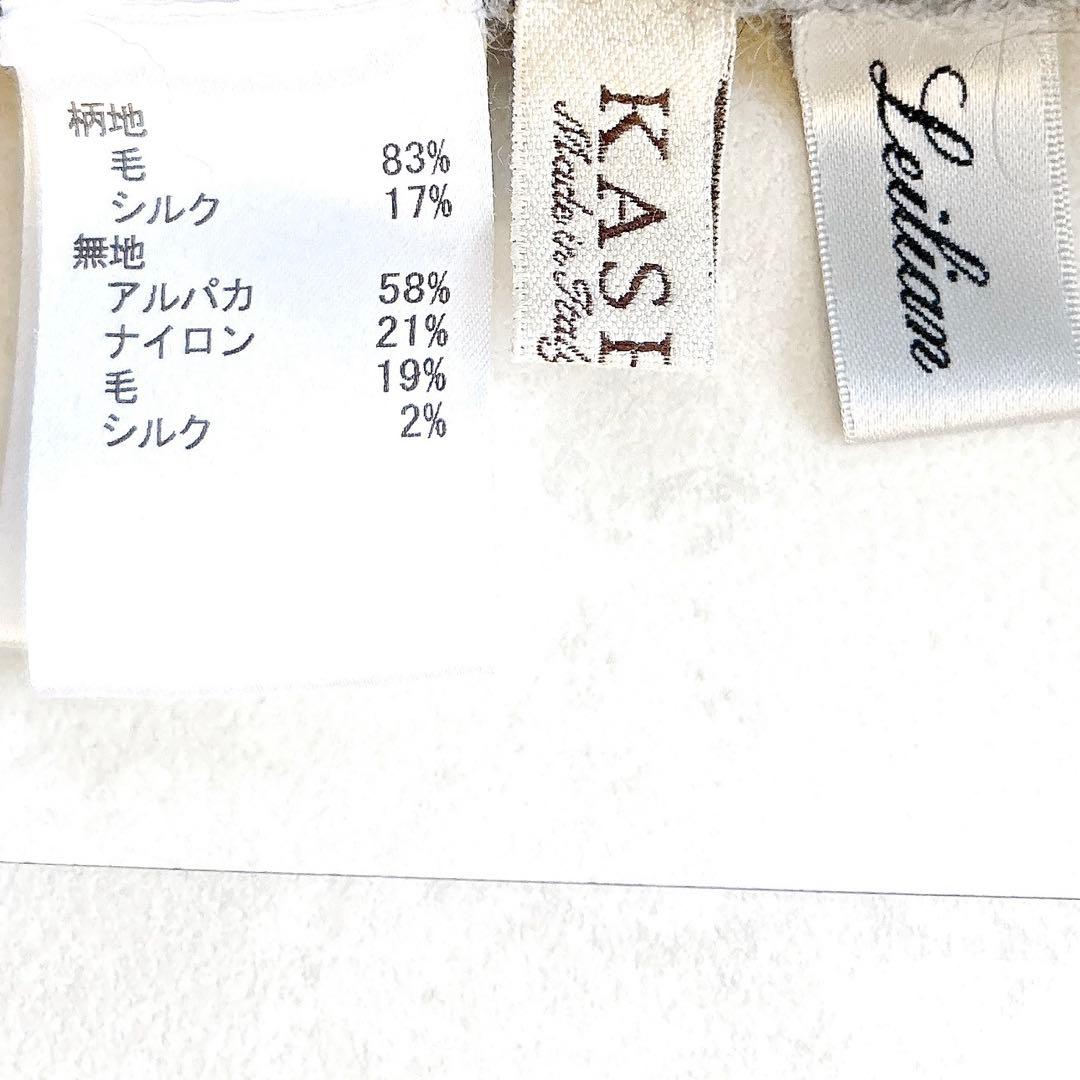 柄地
毛 83%
シルク 17%
無地
アルパカ 58%
ナイロン 21%
毛 19%
シルク 2%
KASI
Made in Italy
Leilian